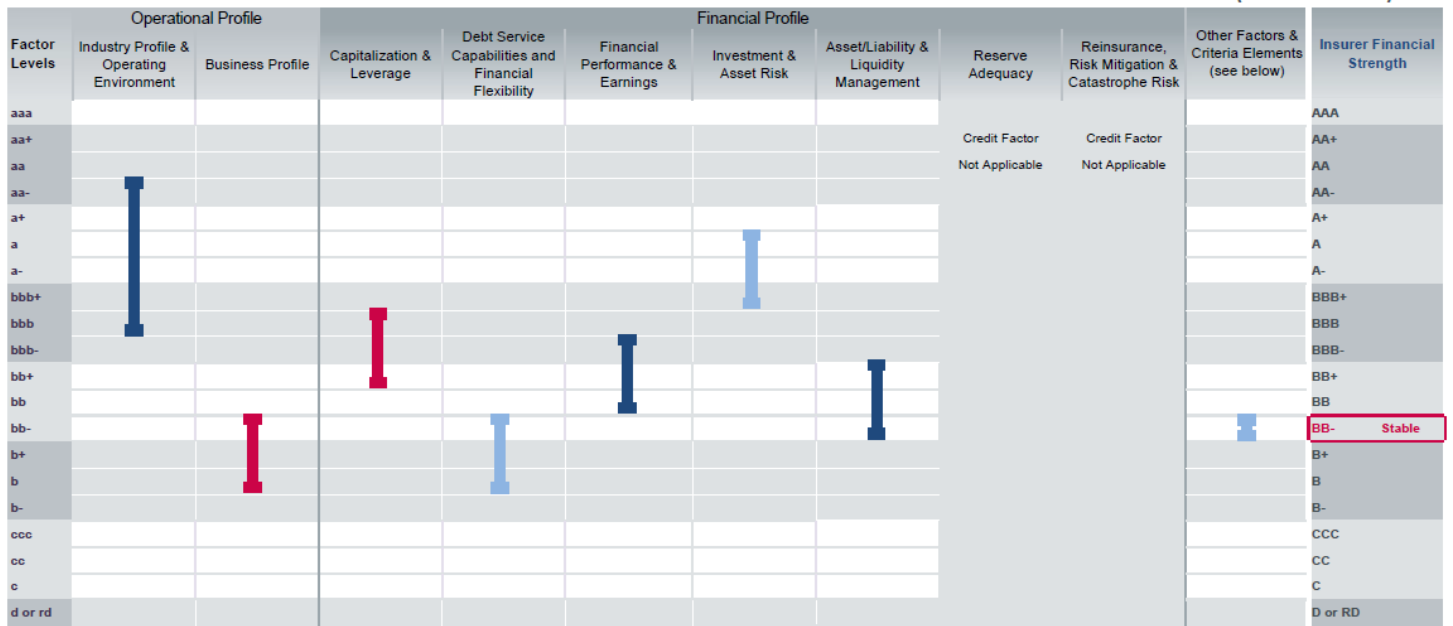 Operational Profile
Financial Profile
Factor Levels
Industry Profile & Operating Environment
Business Profile
Capitalization & Leverage
Debt Service Capabilities and Financial Flexibility
Financial Performance & Earnings
Investment & Asset Risk
Asset/Liability & Liquidity Management
Reserve Adequacy
Reinsurance, Risk Mitigation & Catastrophe Risk
Other Factors & Criteria Elements (see below)
Insurer Financial Strength
aaa AAA
aa+ Credit Factor Credit Factor AA+
aa Not Applicable Not Applicable AA
aa- AA-
a+ A+
a A
a- A-
bbb+ BBB+
bbb BBB
bbb- BBB-
bb+ BB+
bb BB
bb- BB- Stable
b+ B+
b B
b- B-
ccc CCC
cc CC
c C
d or rd D or RD